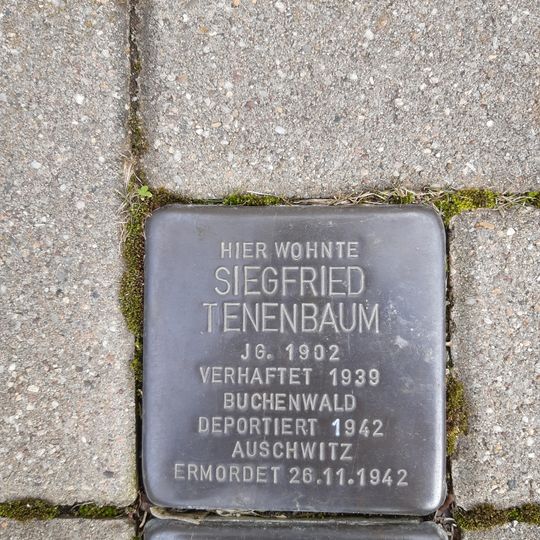 HIER WOHNTE
SIEGFRIED
TENENBAUM
JG. 1902
VERHAFTET 1939
BUCHENWALD
DEPORTIERT 1942
AUSCHWITZ
ERMORDET 26.11.1942